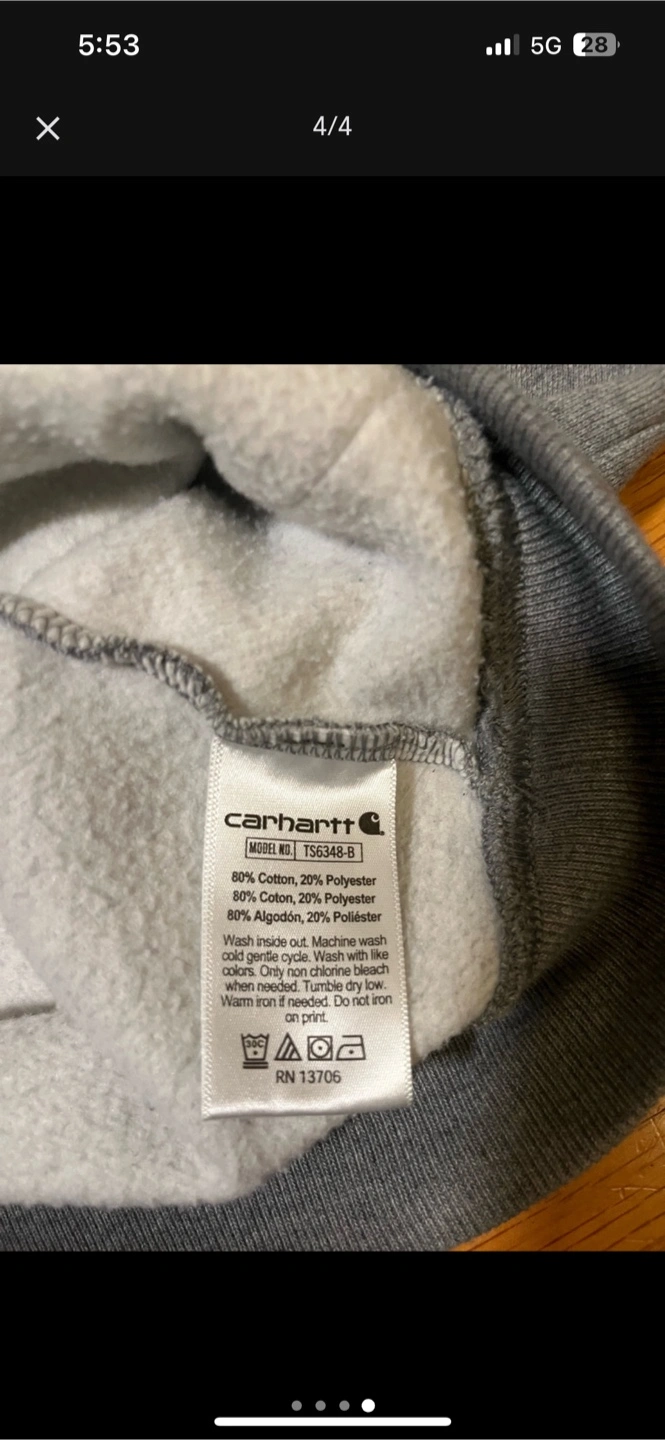 5:53
5G 28
4/4
carhartt
MODEL NO. TS6348-B
80% Cotton, 20% Polyester
80% Coton, 20% Polyester
80% Algodón, 20% Poliéster
Wash inside out. Machine wash
cold gentle cycle. Wash with like
colors. Only non chlorine bleach
when needed. Tumble dry low.
Warm iron if needed. Do not iron
on print.
30C
RN 13706